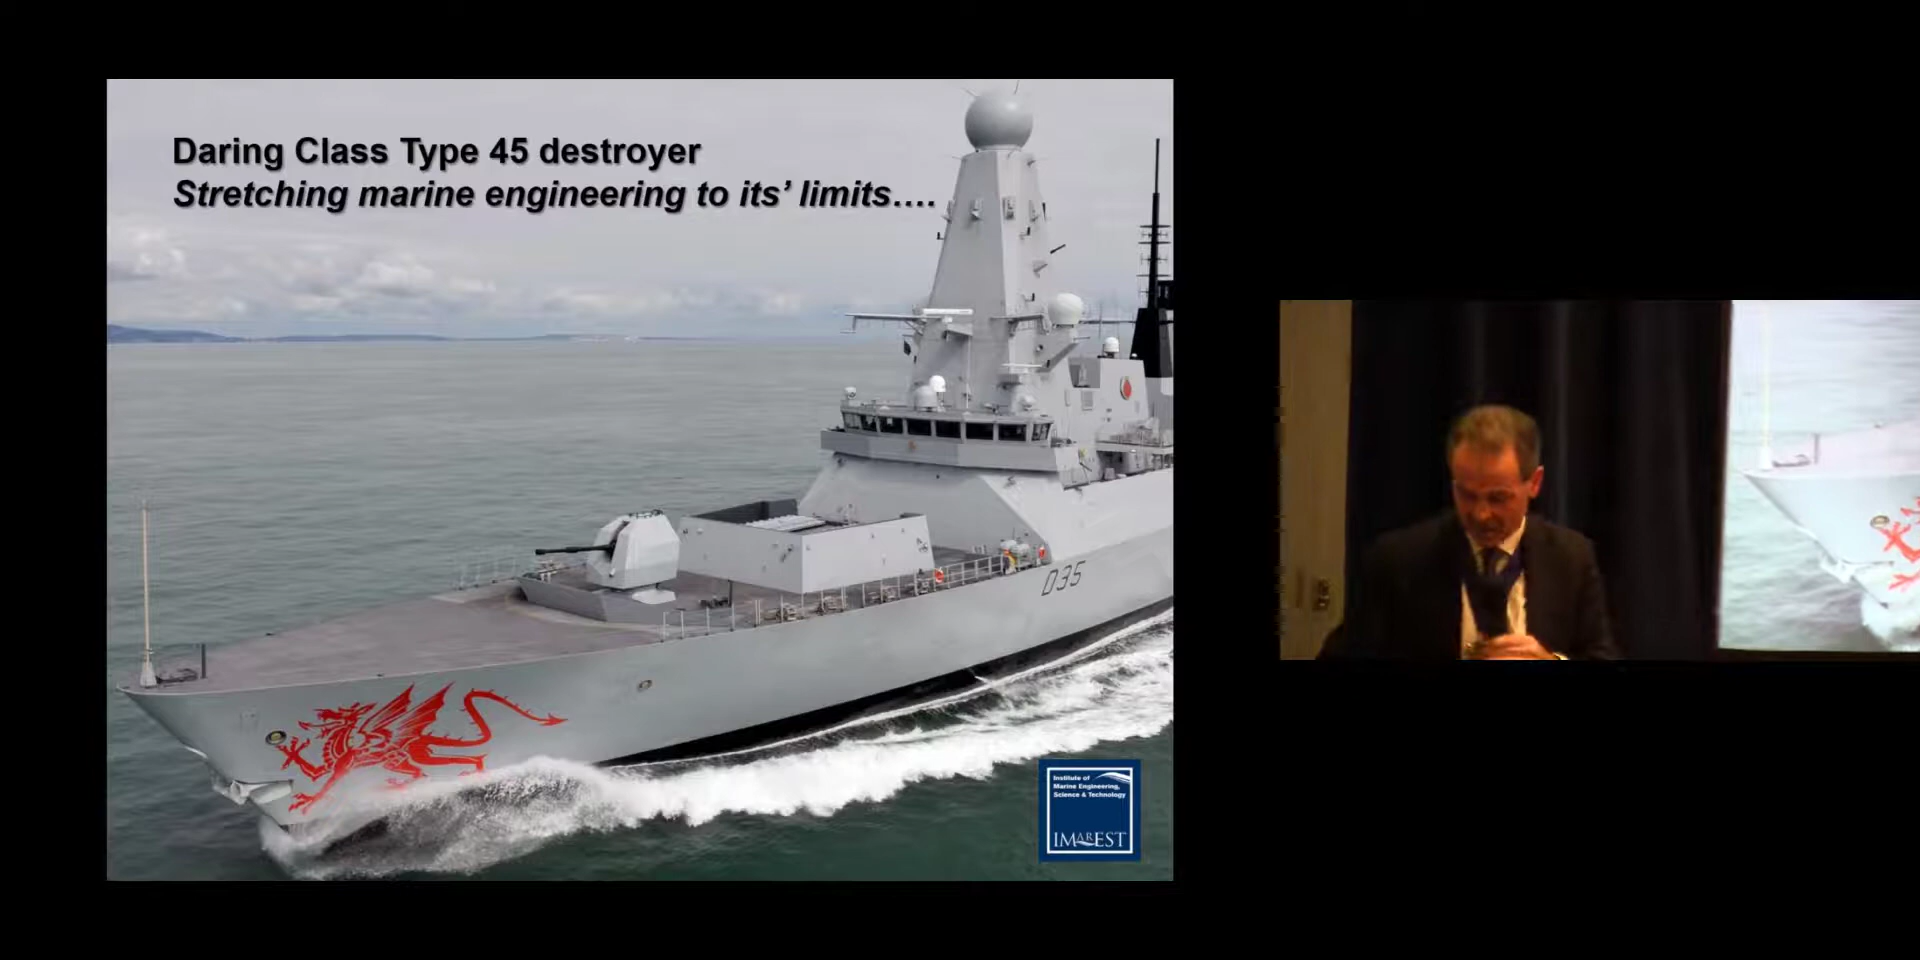 Daring Class Type 45 destroyer
Stretching marine engineering to its’ limits….
D35
Institute of
Marine Engineering,
Science & Technology
IMarEST